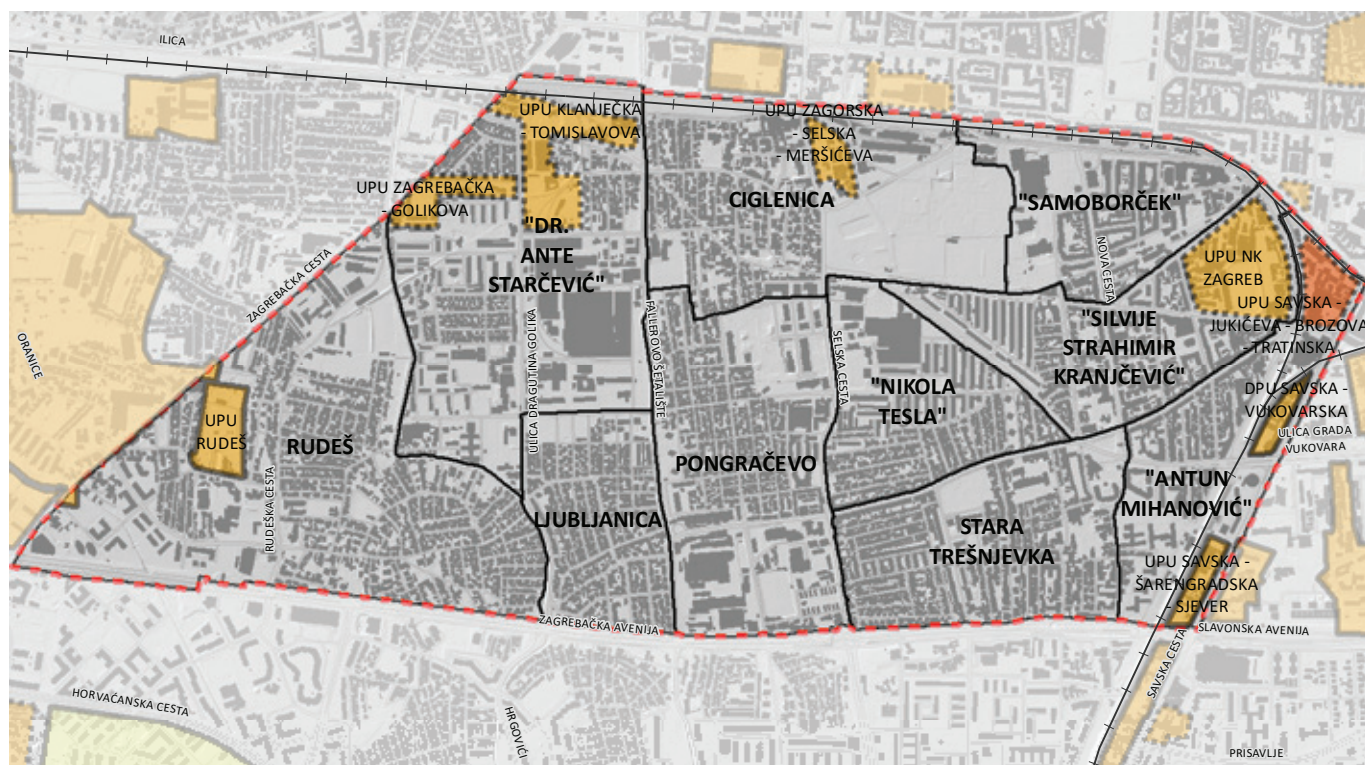 ILICA
UPU KLANJEČKA
- TOMISLAVOVA
UPU ZAGORSKA
- SELSKA
- MERŠIĆEVA
UPU ZAGREBAČKA
- GOLIKOVA
CIGLENICA
"SAMOBORČEK"
"DR.
ANTE
STARČEVIĆ"
NOVA CESTA
UPU NK
ZAGREB
ZAGREBAČKA CESTA
UPU SAVSKA -
JUKIĆEVA - BROZOVA
- TRATINSKA
"SILVIJE
STRAHIMIR
KRANJČEVIĆ"
ORANICE
ULICA DRAGUTINA GOLIKA
FALLEROVO ŠETALIŠTE
SELSKA CESTA
"NIKOLA
TESLA"
DPU SAVSKA -
VUKOVARSKA
ULICA GRADA
VUKOVARA
UPU
RUDEŠ
RUDEŠ
RUDEŠKA CESTA
PONGRAČEVO
"ANTUN
MIHANOVIĆ"
LJUBLJANICA
STARA
TREŠNJEVKA
UPU SAVSKA -
ŠARENGRADSKA
- SJEVER
ZAGREBAČKA AVENIJA
SLAVONSKA AVENIJA
SAVSKA CESTA
HORVAĆANSKA CESTA
HRGOVIĆI
PRISAVLJE